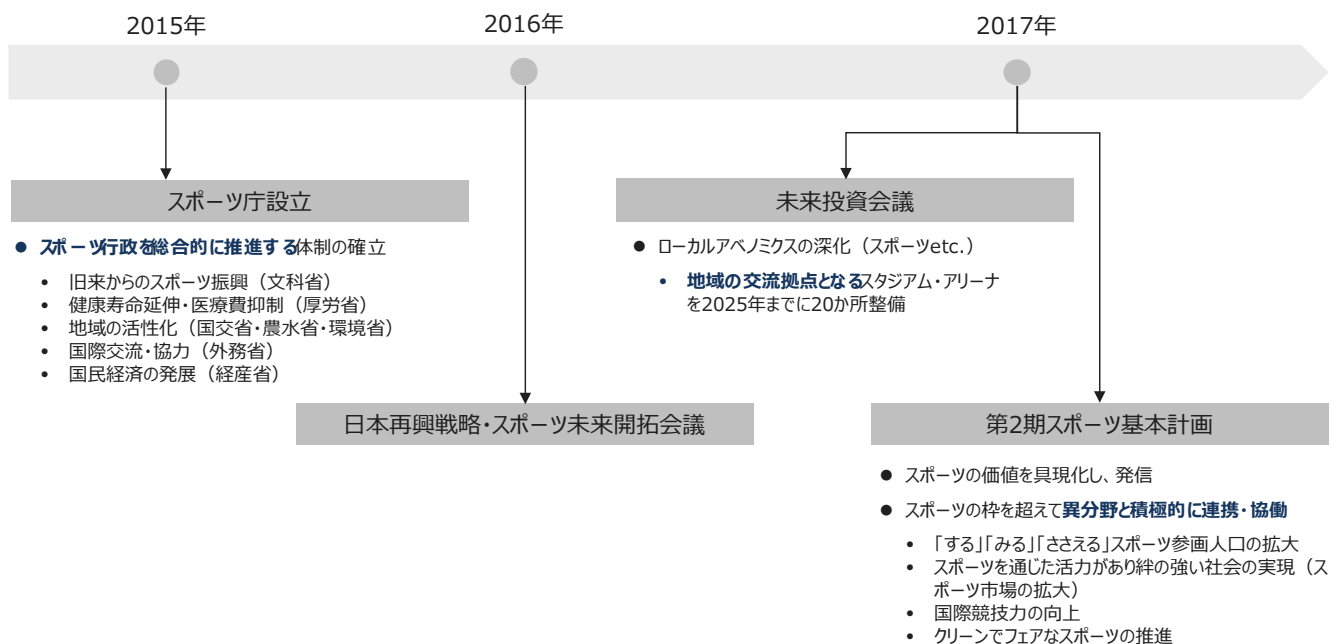 2015年
2016年
2017年
スポーツ庁設立
● スポーツ行政を総合的に推進する体制の確立
• 旧来からのスポーツ振興（文科省）
• 健康寿命延伸・医療費抑制（厚労省）
• 地域の活性化（国交省・農水省・環境省）
• 国際交流・協力（外務省）
• 国民経済の発展（経産省）
日本再興戦略・スポーツ未来開拓会議
未来投資会議
● ローカルアベノミクスの深化（スポーツetc.）
• 地域の交流拠点となるスタジアム・アリーナ
を2025年までに20か所整備
第2期スポーツ基本計画
● スポーツの価値を具現化し、発信
● スポーツの枠を超えて異分野と積極的に連携・協働
• 「する」「みる」「ささえる」スポーツ参画人口の拡大
• スポーツを通じた活力があり絆の強い社会の実現（ス
ポーツ市場の拡大）
• 国際競技力の向上
• クリーンでフェアなスポーツの推進